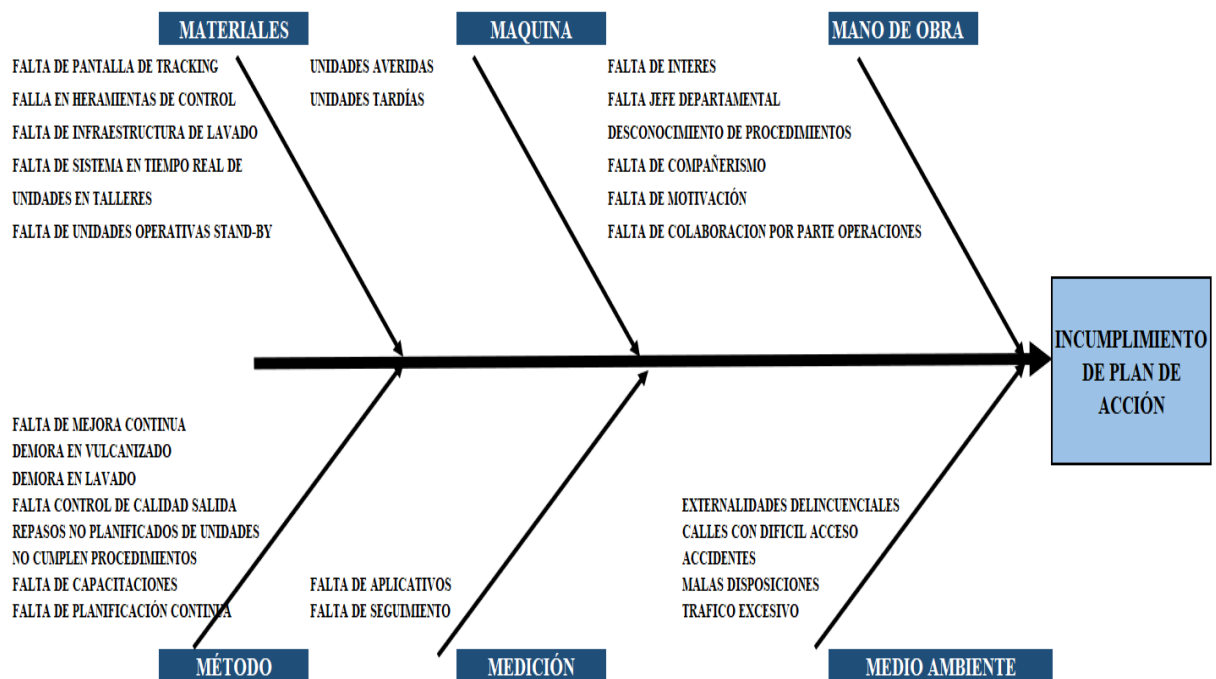 MATERIALES
FALTA DE PANTALLA DE TRACKING
FALLA EN HERAMIENTAS DE CONTROL
FALTA DE INFRAESTRUCTURA DE LAVADO
FALTA DE SISTEMA EN TIEMPO REAL DE
UNIDADES EN TALLERES
FALTA DE UNIDADES OPERATIVAS STAND-BY
MAQUINA
UNIDADES AVERIDAS
UNIDADES TARDÍAS
MANO DE OBRA
FALTA DE INTERES
FALTA JEFE DEPARTAMENTAL
DESCONOCIMIENTO DE PROCEDIMIENTOS
FALTA DE COMPAÑERISMO
FALTA DE MOTIVACIÓN
FALTA DE COLABORACION POR PARTE OPERACIONES
INCUMPLIMIENTO
DE PLAN DE
ACCIÓN
FALTA DE MEJORA CONTINUA
DEMORA EN VULCANIZADO
DEMORA EN LAVADO
FALTA CONTROL DE CALIDAD SALIDA
REPASOS NO PLANIFICADOS DE UNIDADES
NO CUMPLEN PROCEDIMIENTOS
FALTA DE CAPACITACIONES
FALTA DE PLANIFICACIÓN CONTINUA
MÉTODO
FALTA DE APLICATIVOS
FALTA DE SEGUIMIENTO
MEDICIÓN
EXTERNALIDADES DELINCUENCIALES
CALLES CON DIFICIL ACCESO
ACCIDENTES
MALAS DISPOSICIONES
TRAFICO EXCESIVO
MEDIO AMBIENTE